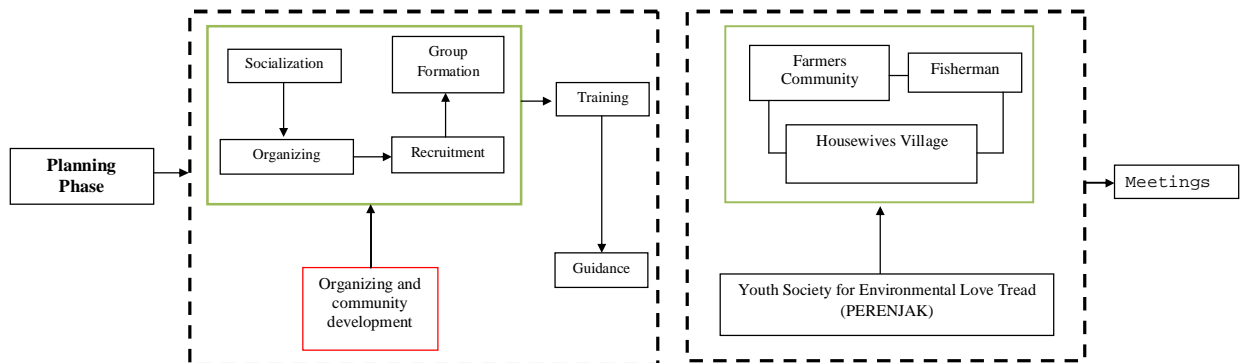 Planning
Phase
Socialization
Organizing
Recruitment
Group
Formation
Organizing and
community
development
Training
Guidance
Farmers
Community
Fisherman
Housewives Village
Youth Society for Environmental Love Tread
(PERENJAK)
Meetings